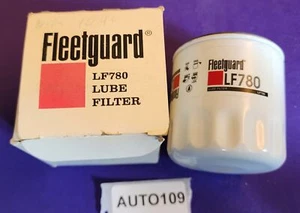 Fleetguard®
LF780
LUBE
FILTER
Fleetguard®
LF780
AUTO109